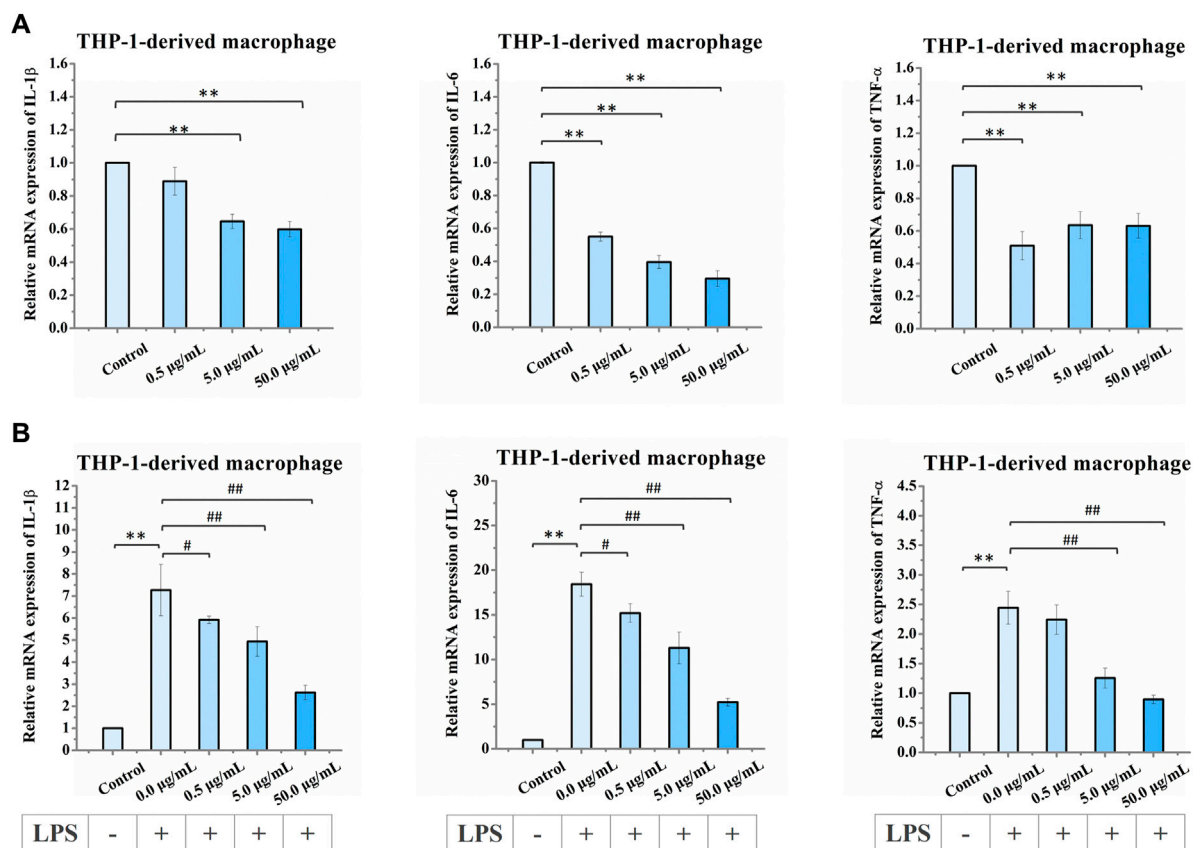 A
THP-1-derived macrophage
Relative mRNA expression of IL-1β
1.6
1.4
1.2
1.0
0.8
0.6
0.4
0.2
0.0
**
**
Control
0.5 μg/mL
5.0 μg/mL
50.0 μg/mL
THP-1-derived macrophage
Relative mRNA expression of IL-6
1.6
1.4
1.2
1.0
0.8
0.6
0.4
0.2
0.0
**
**
**
Control
0.5 μg/mL
5.0 μg/mL
50.0 μg/mL
THP-1-derived macrophage
Relative mRNA expression of TNF-α
1.6
1.4
1.2
1.0
0.8
0.6
0.4
0.2
0.0
**
**
**
Control
0.5 μg/mL
5.0 μg/mL
50.0 μg/mL
B
THP-1-derived macrophage
Relative mRNA expression of IL-1β
12
11
10
9
8
7
6
5
4
3
2
1
0
##
##
**
#
Control
0.0 μg/mL
0.5 μg/mL
5.0 μg/mL
50.0 μg/mL
LPS - + + + +
THP-1-derived macrophage
Relative mRNA expression of IL-6
30
25
20
15
10
5
0
##
##
**
#
Control
0.0 μg/mL
0.5 μg/mL
5.0 μg/mL
50.0 μg/mL
LPS - + + + +
THP-1-derived macrophage
Relative mRNA expression of TNF-α
4.5
4.0
3.5
3.0
2.5
2.0
1.5
1.0
0.5
0.0
##
##
**
Control
0.0 μg/mL
0.5 μg/mL
5.0 μg/mL
50.0 μg/mL
LPS - + + + +